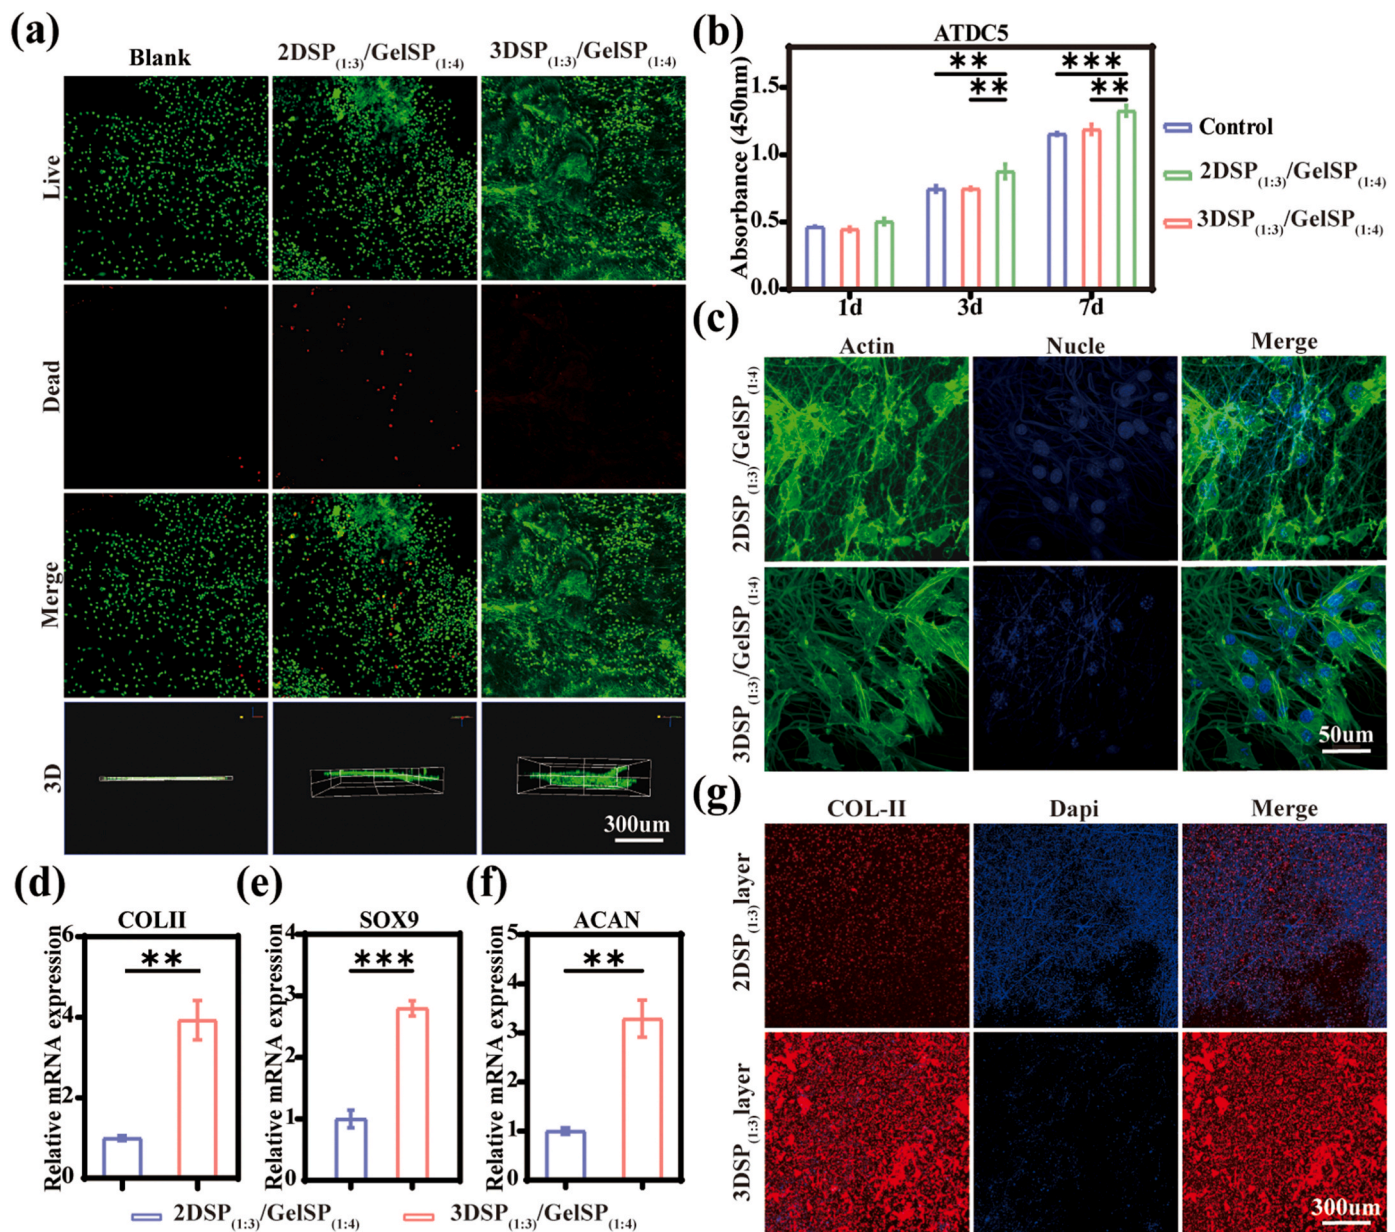 (a)
Blank
2DSP(1:3)/GelSP(1:4)
3DSP(1:3)/GelSP(1:4)
Live
Dead
Merge
3D
300um
(b)
ATDC5
Absorbance (450nm)
1.5
1.0
0.5
0.0
** *** ** **
1d 3d 7d
Control
2DSP(1:3)/GelSP(1:4)
3DSP(1:3)/GelSP(1:4)
(c)
Actin
Nucle
Merge
2DSP(1:3)/GelSP(1:4)
3DSP(1:3)/GelSP(1:4)
50um
(d)
COLII
Relative mRNA expression
6
4
2
0
**
(e)
SOX9
Relative mRNA expression
4
3
2
1
0
***
(f)
ACAN
Relative mRNA expression
5
4
3
2
1
0
**
2DSP(1:3)/GelSP(1:4)
3DSP(1:3)/GelSP(1:4)
(g)
COL-II
Dapi
Merge
2DSP(1:3)layer
3DSP(1:3)layer
300um